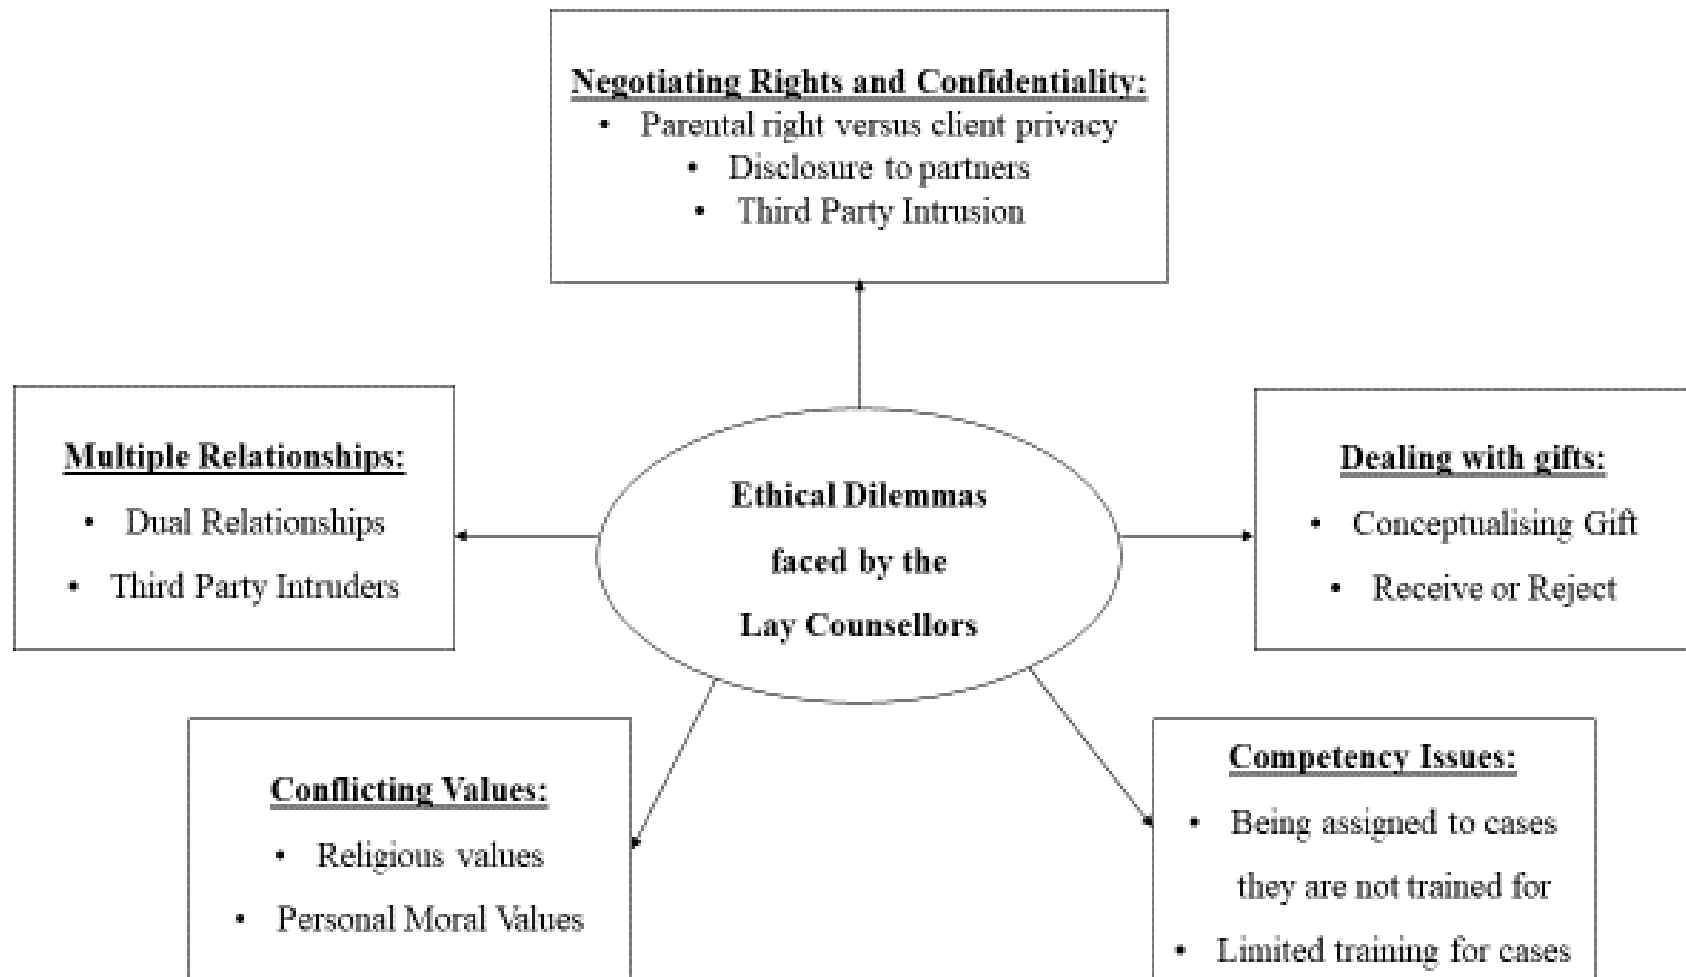 Negotiating Rights and Confidentiality:
• Parental right versus client privacy
• Disclosure to partners
• Third Party Intrusion
Multiple Relationships:
• Dual Relationships
• Third Party Intruders
Ethical Dilemmas
faced by the
Lay Counsellors
Dealing with gifts:
• Conceptualising Gift
• Receive or Reject
Conflicting Values:
• Religious values
• Personal Moral Values
Competency Issues:
• Being assigned to cases
they are not trained for
• Limited training for cases